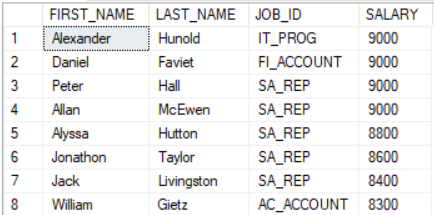 FIRST_NAME LAST_NAME JOB_ID SALARY
1 Alexander Hunold IT_PROG 9000
2 Daniel Faviet FI_ACCOUNT 9000
3 Peter Hall SA_REP 9000
4 Allan McEwen SA_REP 9000
5 Alyssa Hutton SA_REP 8800
6 Jonathon Taylor SA_REP 8600
7 Jack Livingston SA_REP 8400
8 William Gietz AC_ACCOUNT 8300